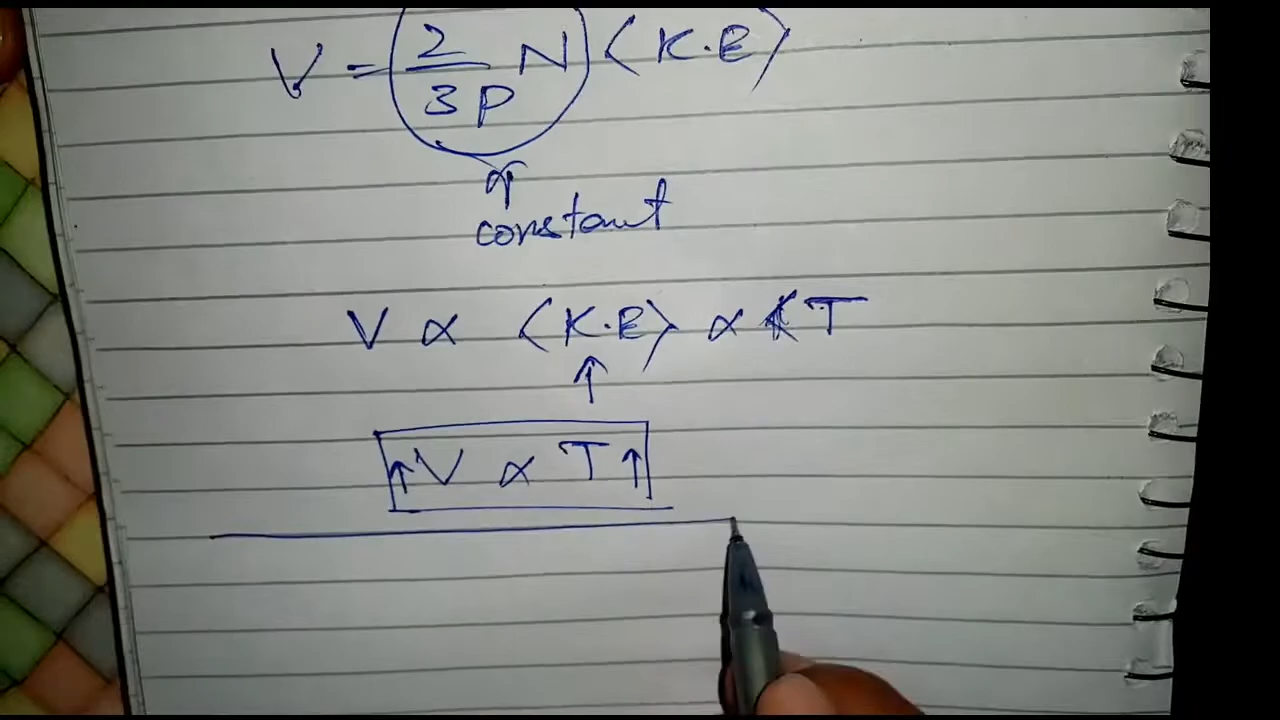 V = (2/3P N) ⟨K.E⟩
↑
constant
V ∝ ⟨K.E⟩ ∝ T
↑
↑V ∝ T↑